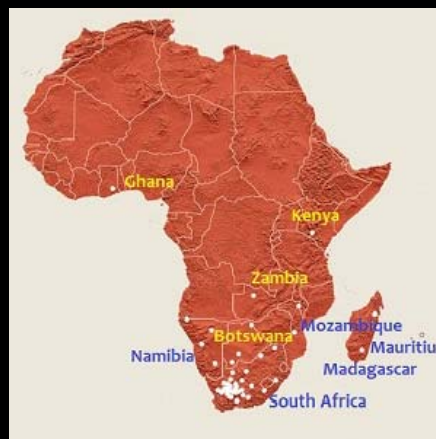 Ghana
Kenya
Zambia
Botswana
Mozambique
Namibia
Mauritiu
Madagascar
South Africa